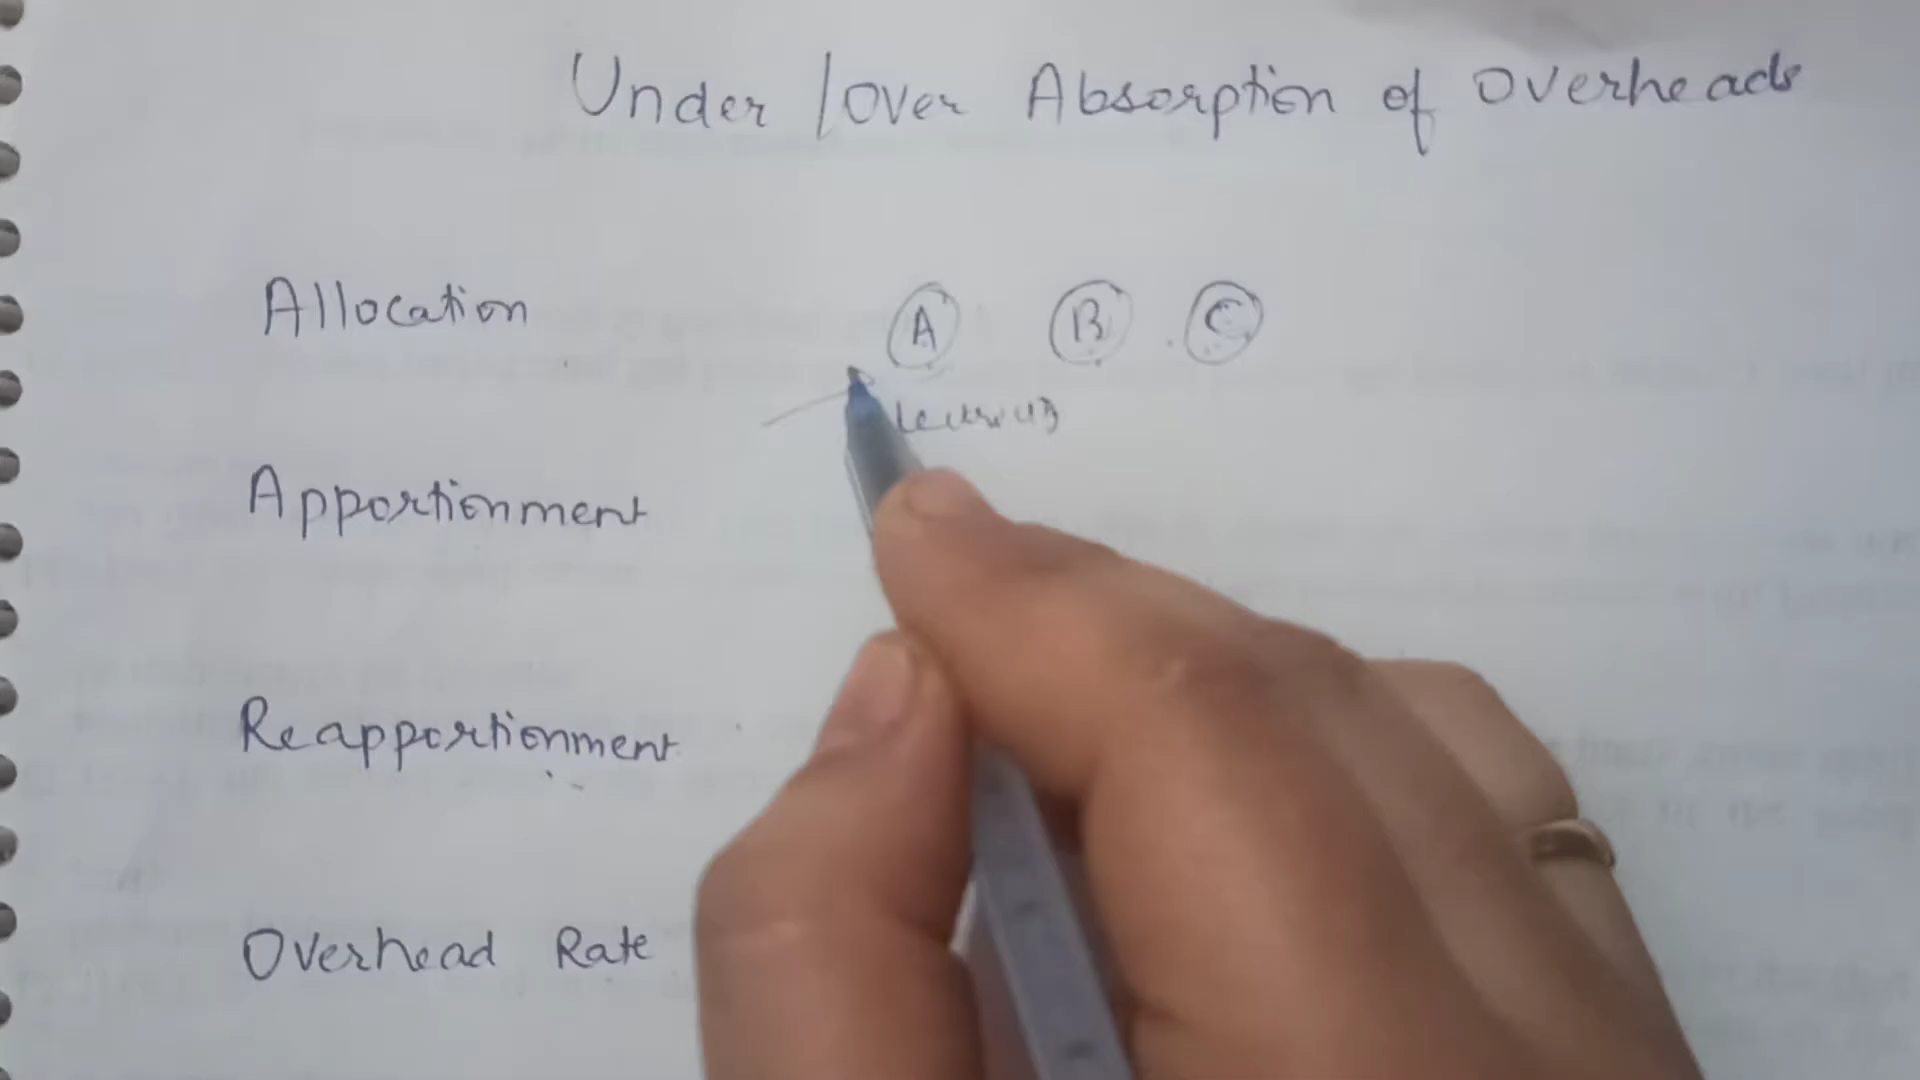 Under / over Absorption of overheads
Allocation
A B C
Apportionment
Reapportionment
Overhead Rate